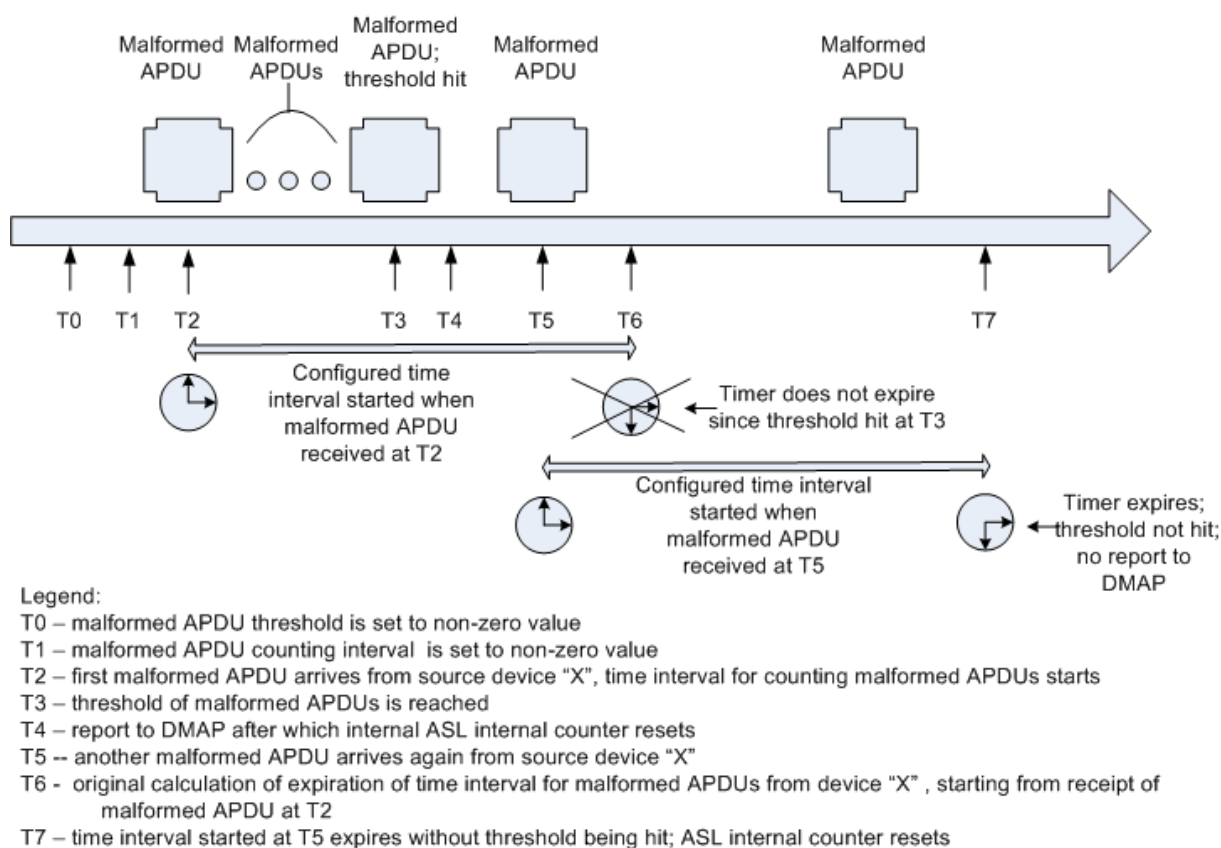 Malformed
APDU
Malformed
APDUs
Malformed
APDU;
threshold hit
Malformed
APDU
Malformed
APDU
T0
T1
T2
T3
T4
T5
T6
T7
Configured time
interval started when
malformed APDU
received at T2
Timer does not expire
since threshold hit at T3
Configured time interval
started when
malformed APDU
received at T5
Timer expires;
threshold not hit;
no report to
DMAP
Legend:
T0 – malformed APDU threshold is set to non-zero value
T1 – malformed APDU counting interval is set to non-zero value
T2 – first malformed APDU arrives from source device “X”, time interval for counting malformed APDUs starts
T3 – threshold of malformed APDUs is reached
T4 – report to DMAP after which internal ASL internal counter resets
T5 -- another malformed APDU arrives again from source device “X”
T6 - original calculation of expiration of time interval for malformed APDUs from device “X” , starting from receipt of
malformed APDU at T2
T7 – time interval started at T5 expires without threshold being hit; ASL internal counter resets